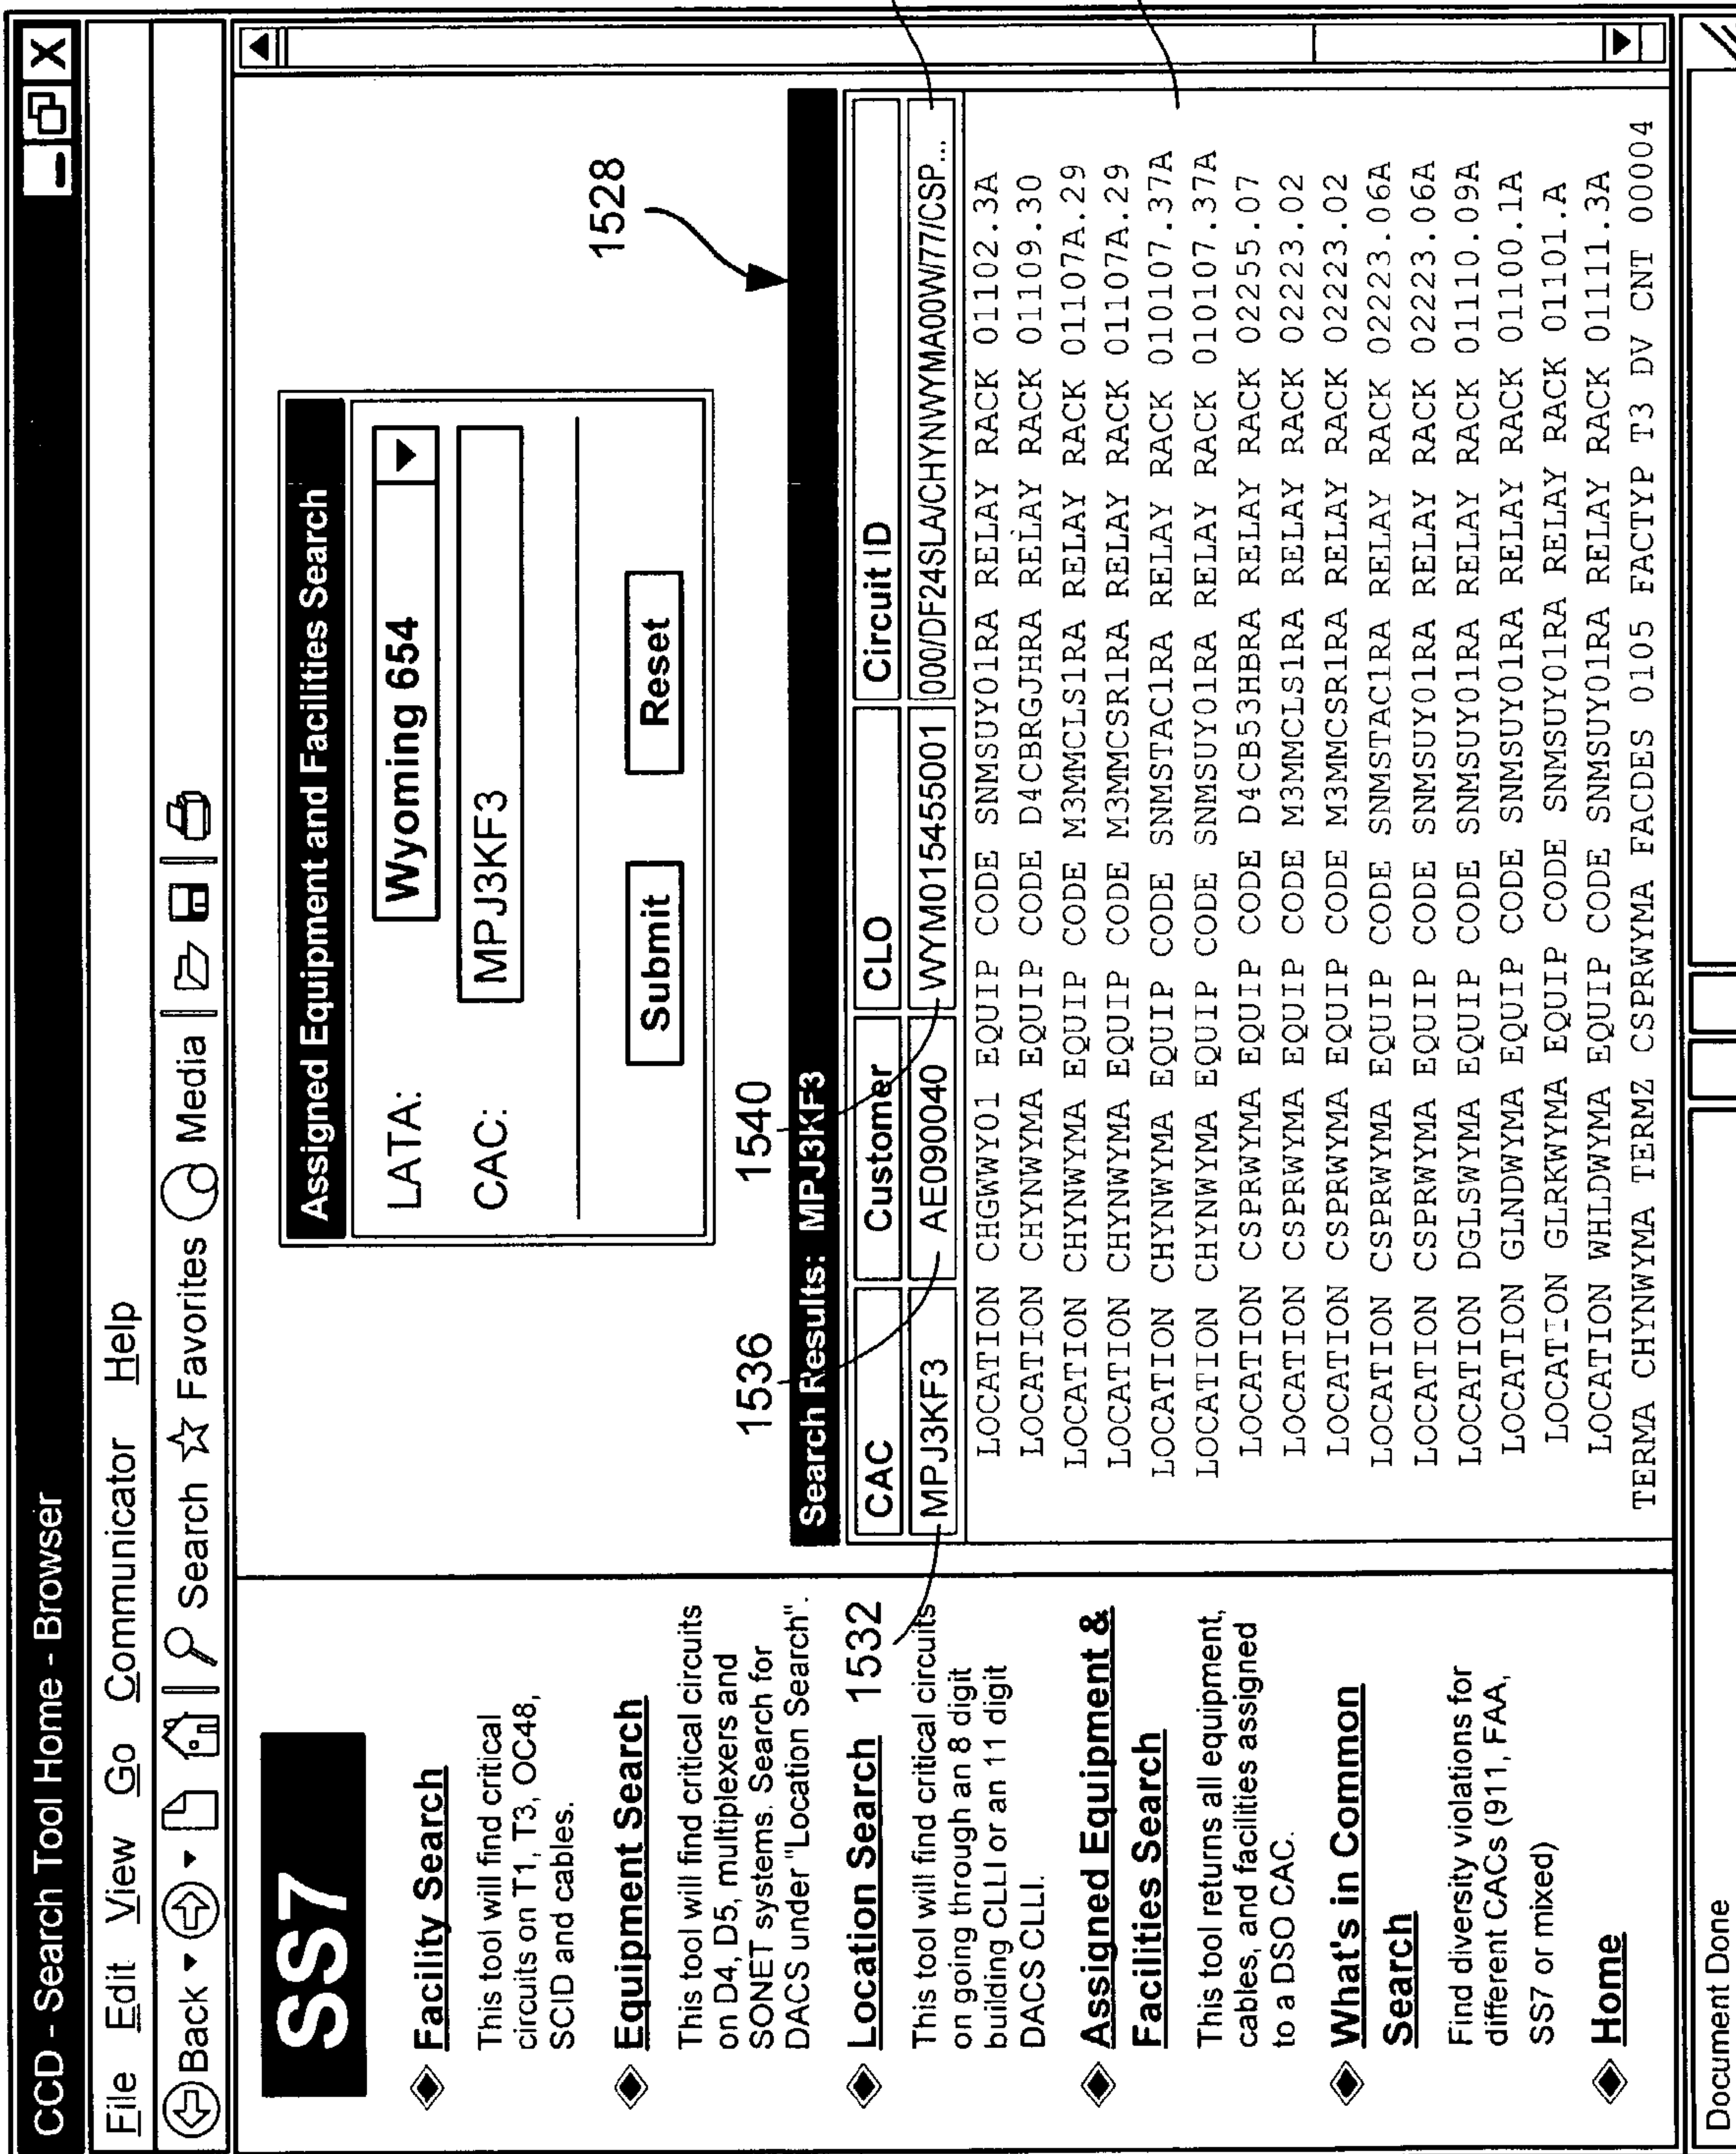 CCD - Search Tool Home - Browser
File Edit View Go Communicator Help
Back Search Favorites Media
SS7
Facility Search
This tool will find critical
circuits on T1, T3, OC48,
SCID and cables.
Equipment Search
This tool will find critical circuits
on D4, D5, multiplexers and
SONET systems. Search for
DACS under "Location Search".
Location Search 1532
This tool will find critical circuits
on going through an 8 digit
building CLLI or an 11 digit
DACS CLLI.
Assigned Equipment &
Facilities Search
This tool returns all equipment,
cables, and facilities assigned
to a DSO CAC.
What's in Common
Search
Find diversity violations for
different CACs (911, FAA,
SS7 or mixed)
Home
Assigned Equipment and Facilities Search
LATA: Wyoming 654
CAC: MPJ3KF3
Submit Reset
1536 1540 1528
Search Results: MPJ3KF3
CAC Customer CLO Circuit ID
MPJ3KF3 AE090040 WYM015455001 000/DF24SLA/CHYNWYMA00W/77/CSP...
LOCATION CHGWWYO1 EQUIP CODE SNMSUYO1RA RELAY RACK 01102.3A
LOCATION CHYNWYMA EQUIP CODE D4CBRGJHRA RELAY RACK 01109.30
LOCATION CHYNWYMA EQUIP CODE M3MMCLS1RA RELAY RACK 01107A.29
LOCATION CHYNWYMA EQUIP CODE M3MMCSR1RA RELAY RACK 01107A.29
LOCATION CHYNWYMA EQUIP CODE SNMSTAC1RA RELAY RACK 010107.37A
LOCATION CHYNWYMA EQUIP CODE SNMSUY01RA RELAY RACK 010107.37A
LOCATION CSPRWYMA EQUIP CODE D4CB53HBRA RELAY RACK 02255.07
LOCATION CSPRWYMA EQUIP CODE M3MMCLS1RA RELAY RACK 02223.02
LOCATION CSPRWYMA EQUIP CODE M3MMCSR1RA RELAY RACK 02223.02
LOCATION CSPRWYMA EQUIP CODE SNMSTAC1RA RELAY RACK 02223.06A
LOCATION CSPRWYMA EQUIP CODE SNMSUY01RA RELAY RACK 02223.06A
LOCATION DGLSWYMA EQUIP CODE SNMSUY01RA RELAY RACK 01110.09A
LOCATION GLNDWYMA EQUIP CODE SNMSUY01RA RELAY RACK 01100.1A
LOCATION GLRKWYMA EQUIP CODE SNMSUY01RA RELAY RACK 01101.A
LOCATION WHLDWYMA EQUIP CODE SNMSUY01RA RELAY RACK 01111.3A
TERMA CHYNWYMA TERMZ CSPRWYMA FACDES 0105 FACTYP T3 DV CNT 00004
Document Done